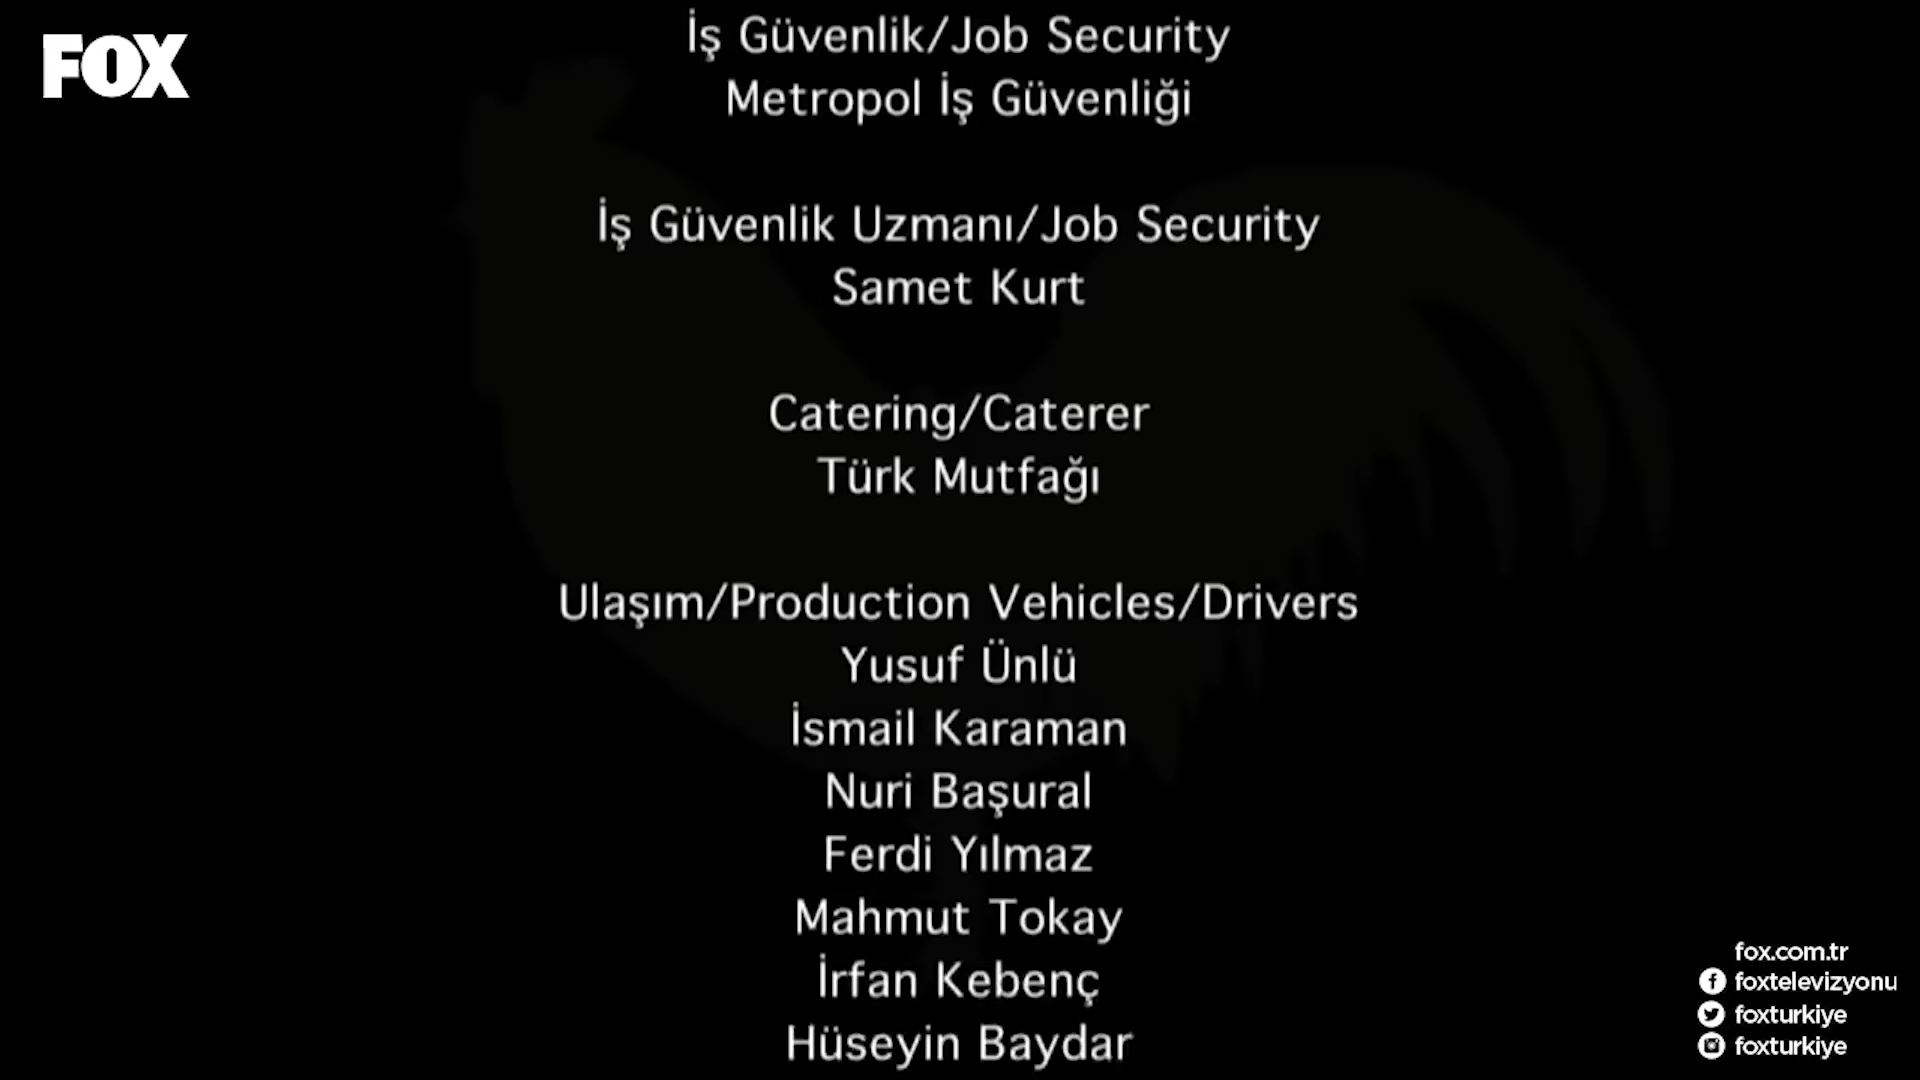 FOX
İş Güvenlik/Job Security
Metropol İş Güvenliği
İş Güvenlik Uzmanı/Job Security
Samet Kurt
Catering/Caterer
Türk Mutfağı
Ulaşım/Production Vehicles/Drivers
Yusuf Ünlü
İsmail Karaman
Nuri Başural
Ferdi Yılmaz
Mahmut Tokay
İrfan Kebenç
Hüseyin Baydar
fox.com.tr
foxtelevizyonu
foxturkiye
foxturkiye